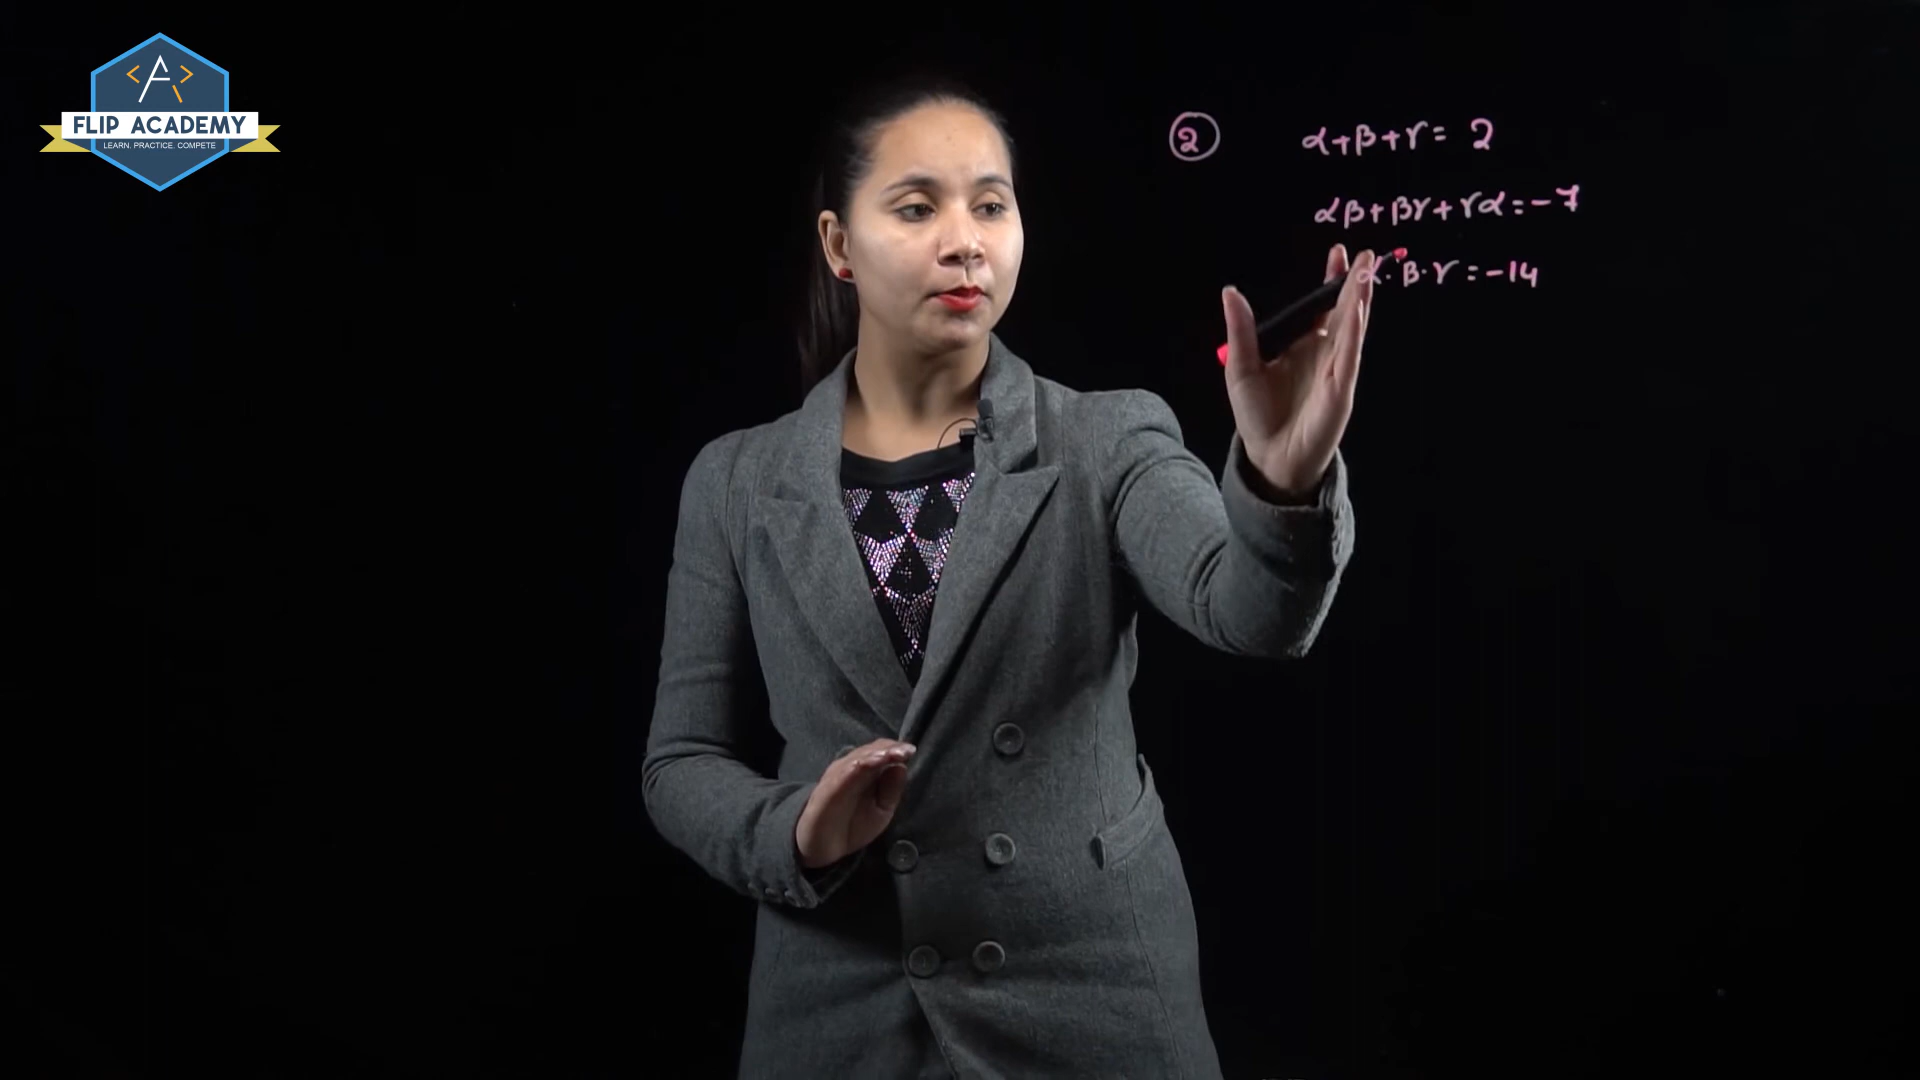 FLIP ACADEMY
LEARN. PRACTICE. COMPETE
② α+β+γ= 2
αβ+βγ+γα=-7
α·β·γ=-14